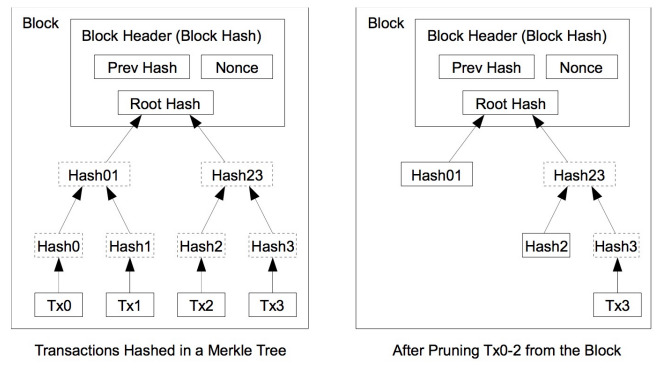 Block
Block Header (Block Hash)
Prev Hash
Nonce
Root Hash
Hash01
Hash23
Hash0
Hash1
Hash2
Hash3
Tx0
Tx1
Tx2
Tx3
Transactions Hashed in a Merkle Tree
Block
Block Header (Block Hash)
Prev Hash
Nonce
Root Hash
Hash01
Hash23
Hash2
Hash3
Tx3
After Pruning Tx0-2 from the Block